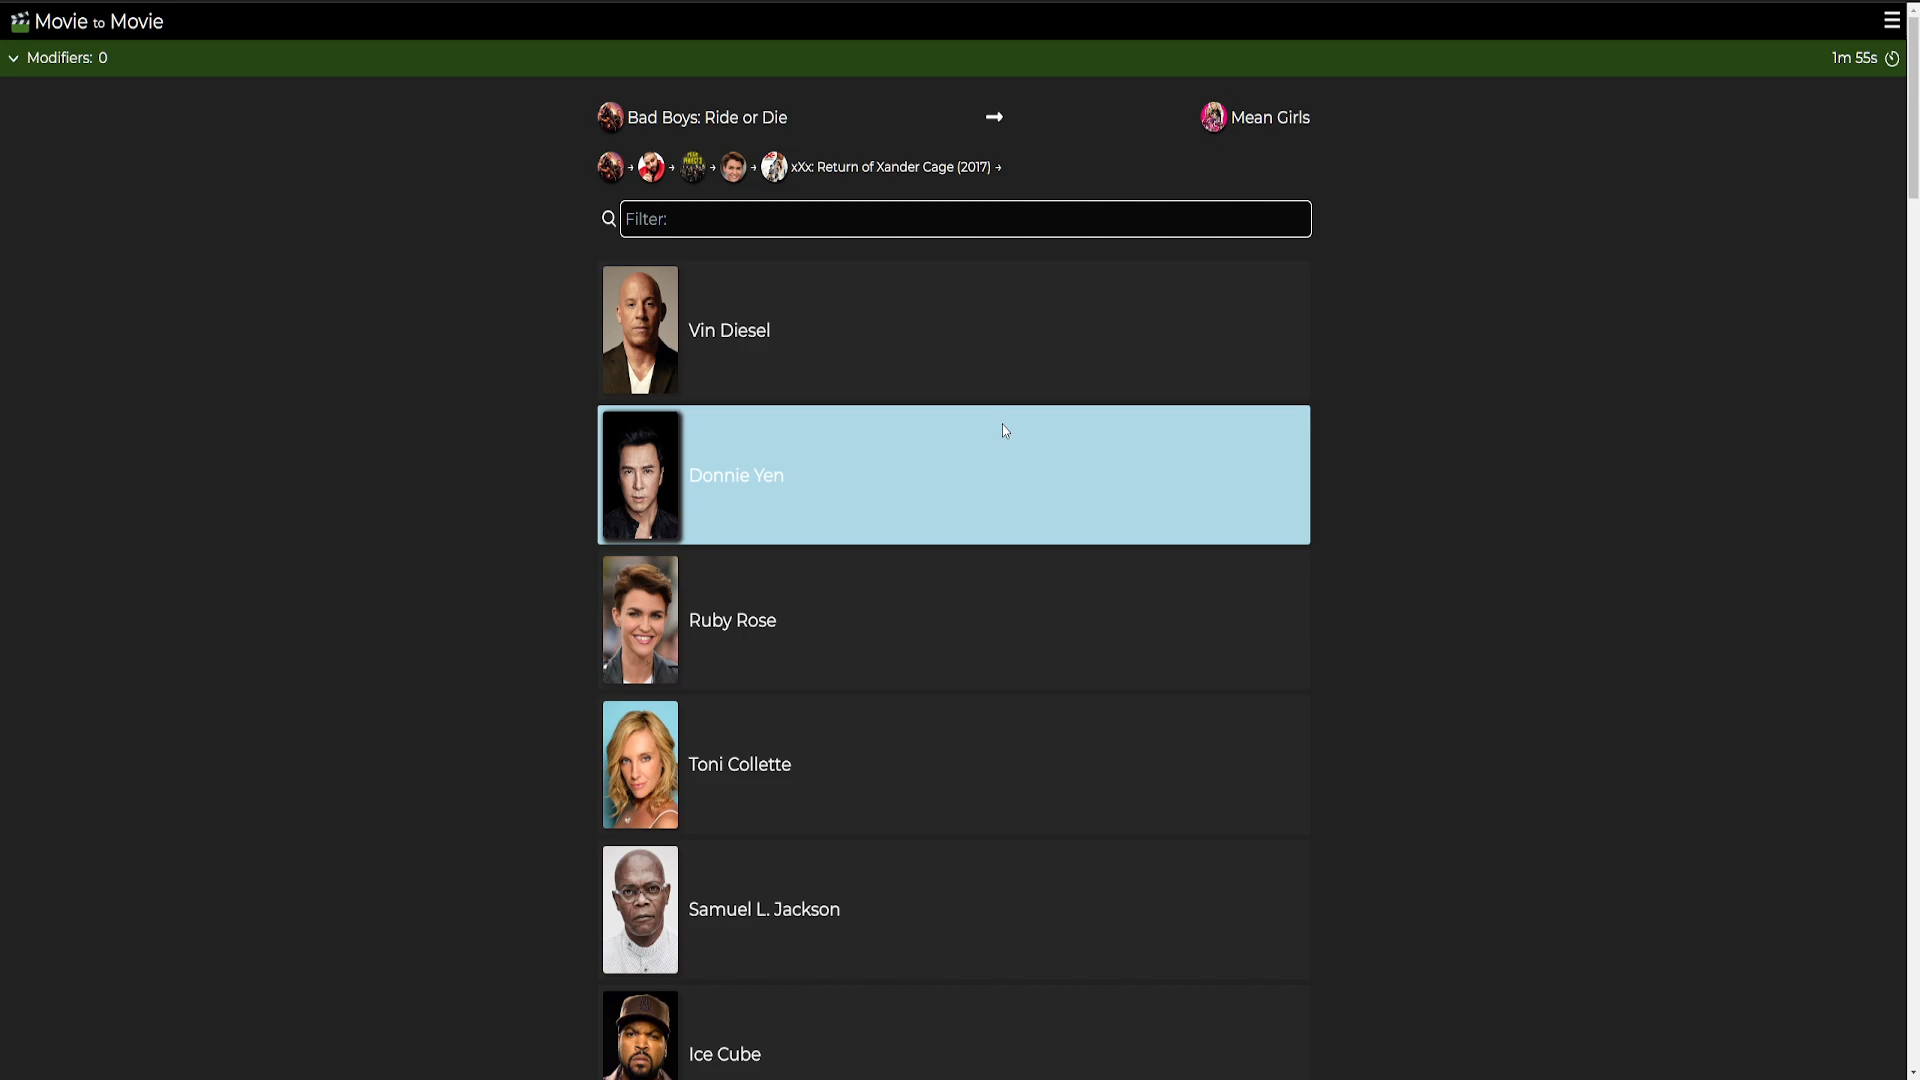 Movie to Movie
Modifiers: 0
1m 55s
Bad Boys: Ride or Die → Mean Girls
→ → → → xXx: Return of Xander Cage (2017) →
Filter:
Vin Diesel
Donnie Yen
Ruby Rose
Toni Collette
Samuel L. Jackson
Ice Cube